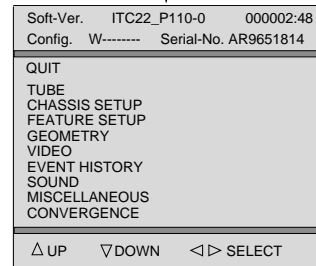 Soft-Ver. ITC22_P110-0 000002:48
Config. W-------- Serial-No. AR9651814
QUIT
TUBE
CHASSIS SETUP
FEATURE SETUP
GEOMETRY
VIDEO
EVENT HISTORY
SOUND
MISCELLANEOUS
CONVERGENCE
△ UP ▽ DOWN ◁ ▷ SELECT